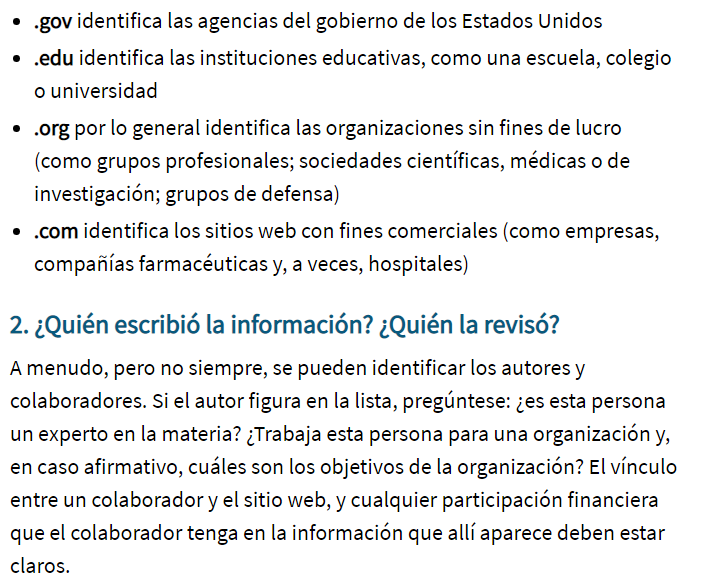 .gov identifica las agencias del gobierno de los Estados Unidos
.edu identifica las instituciones educativas, como una escuela, colegio
o universidad
.org por lo general identifica las organizaciones sin fines de lucro
(como grupos profesionales; sociedades científicas, médicas o de
investigación; grupos de defensa)
.com identifica los sitios web con fines comerciales (como empresas,
compañías farmacéuticas y, a veces, hospitales)
2. ¿Quién escribió la información? ¿Quién la revisó?
A menudo, pero no siempre, se pueden identificar los autores y
colaboradores. Si el autor figura en la lista, pregúntese: ¿es esta persona
un experto en la materia? ¿Trabaja esta persona para una organización y,
en caso afirmativo, cuáles son los objetivos de la organización? El vínculo
entre un colaborador y el sitio web, y cualquier participación financiera
que el colaborador tenga en la información que allí aparece deben estar
claros.